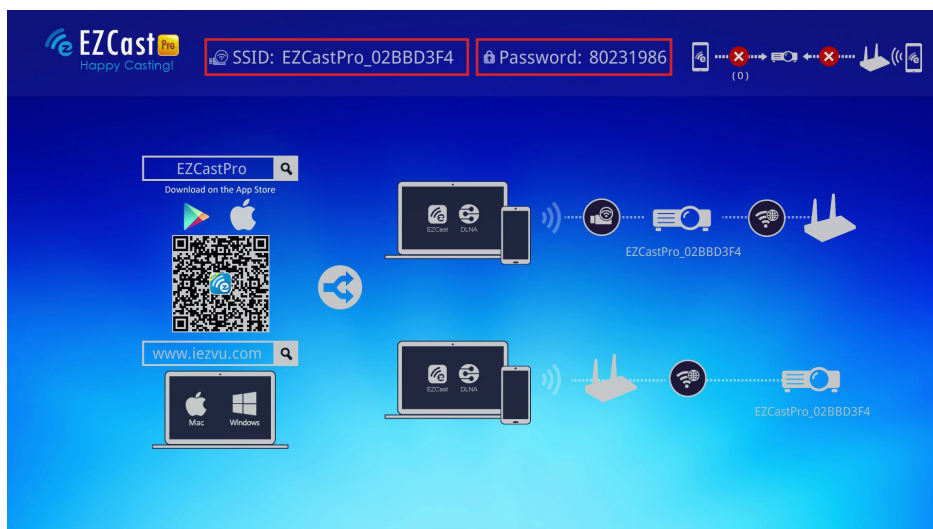 EZCast Pro
Happy Casting!
SSID: EZCastPro_02BBD3F4
Password: 80231986
(0)
EZCastPro
Download on the App Store
www.iezvu.com
Mac Windows
EZCast DLNA
EZCastPro_02BBD3F4
EZCast DLNA
EZCastPro_02BBD3F4